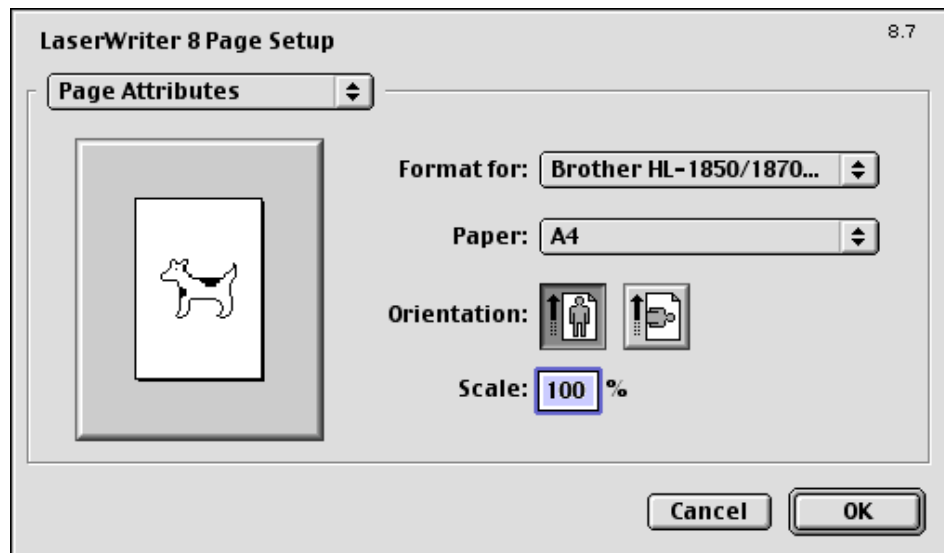 LaserWriter 8 Page Setup
8.7
Page Attributes
Format for: Brother HL-1850/1870...
Paper: A4
Orientation:
Scale: 100 %
Cancel OK